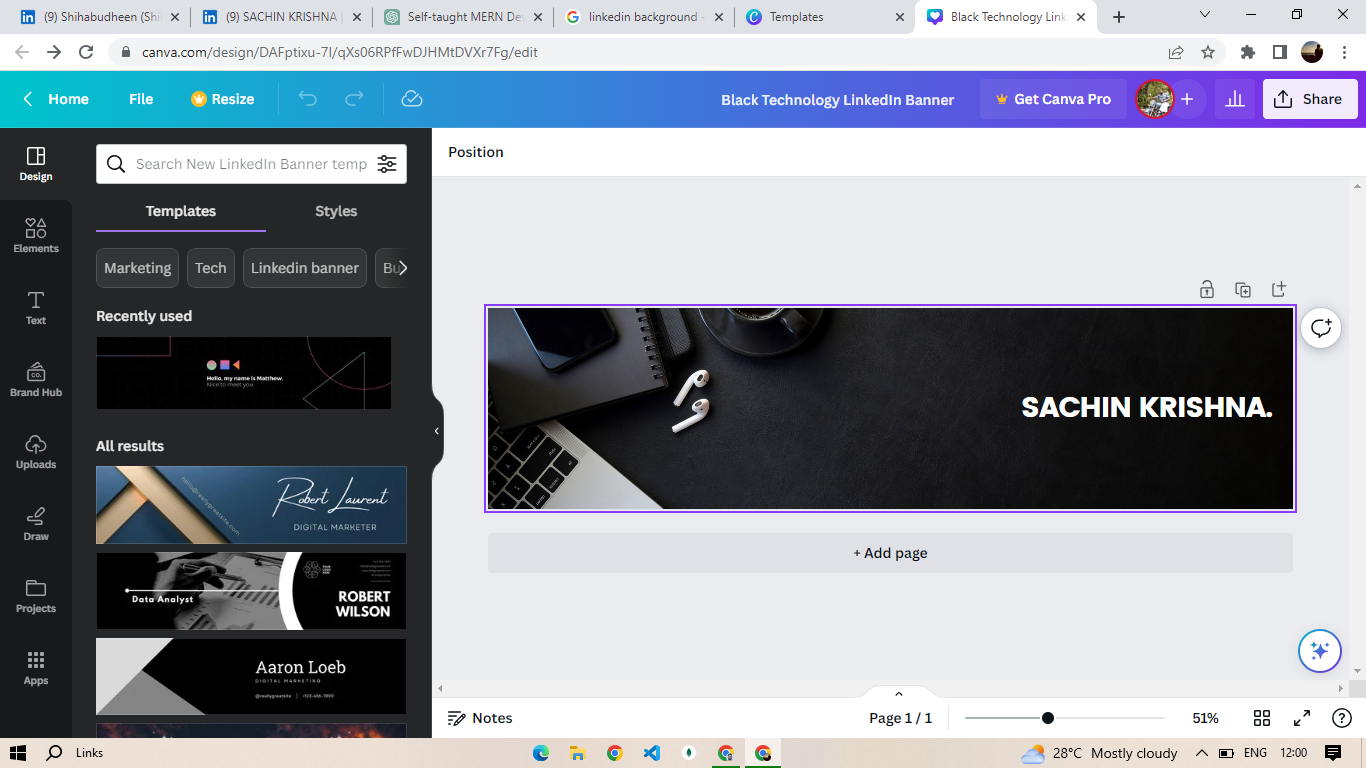 (9) Shihabudheen (Shi
(9) SACHIN KRISHNA |
Self-taught MERN Dev
linkedin background -
Templates
Black Technology Link
canva.com/design/DAFptixu-7I/qXs06RPfFwDJHMtDVXr7Fg/edit
Home
File
Resize
Black Technology LinkedIn Banner
Get Canva Pro
Share
Design
Elements
Text
Brand Hub
CO.
Uploads
Draw
Projects
Apps
Search New LinkedIn Banner temp
Templates
Styles
Marketing
Tech
Linkedin banner
Bu
Recently used
Hello, my name is Matthew.
Nice to meet you.
All results
hello@reallygreatsite.com
Robert Laurent
DIGITAL MARKETER
Data Analyst
ROBERT
WILSON
Aaron Loeb
DIGITAL MARKETING
@reallygreatsite | +123-456-7890
Position
SACHIN KRISHNA.
+ Add page
Notes
Page 1 / 1
51%
Links
28°C Mostly cloudy
ENG
12:00